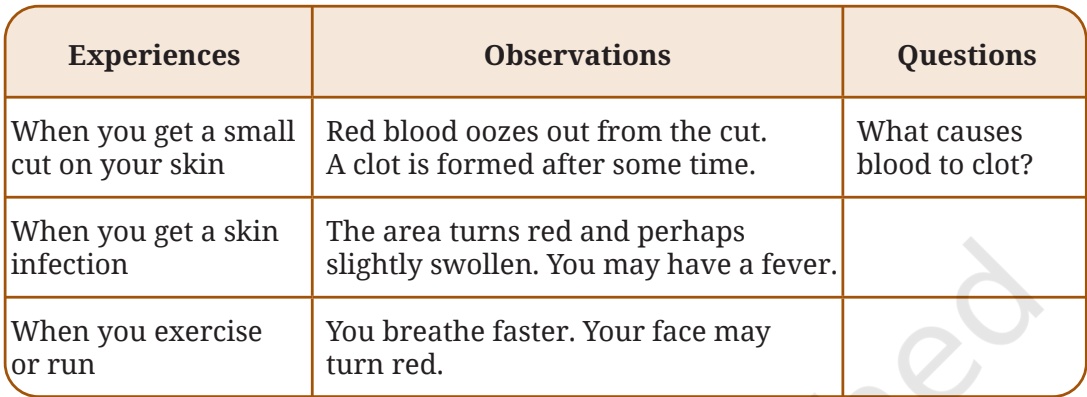 Experiences Observations Questions
When you get a small
cut on your skin
Red blood oozes out from the cut.
A clot is formed after some time.
What causes
blood to clot?
When you get a skin
infection
The area turns red and perhaps
slightly swollen. You may have a fever.
When you exercise
or run
You breathe faster. Your face may
turn red.